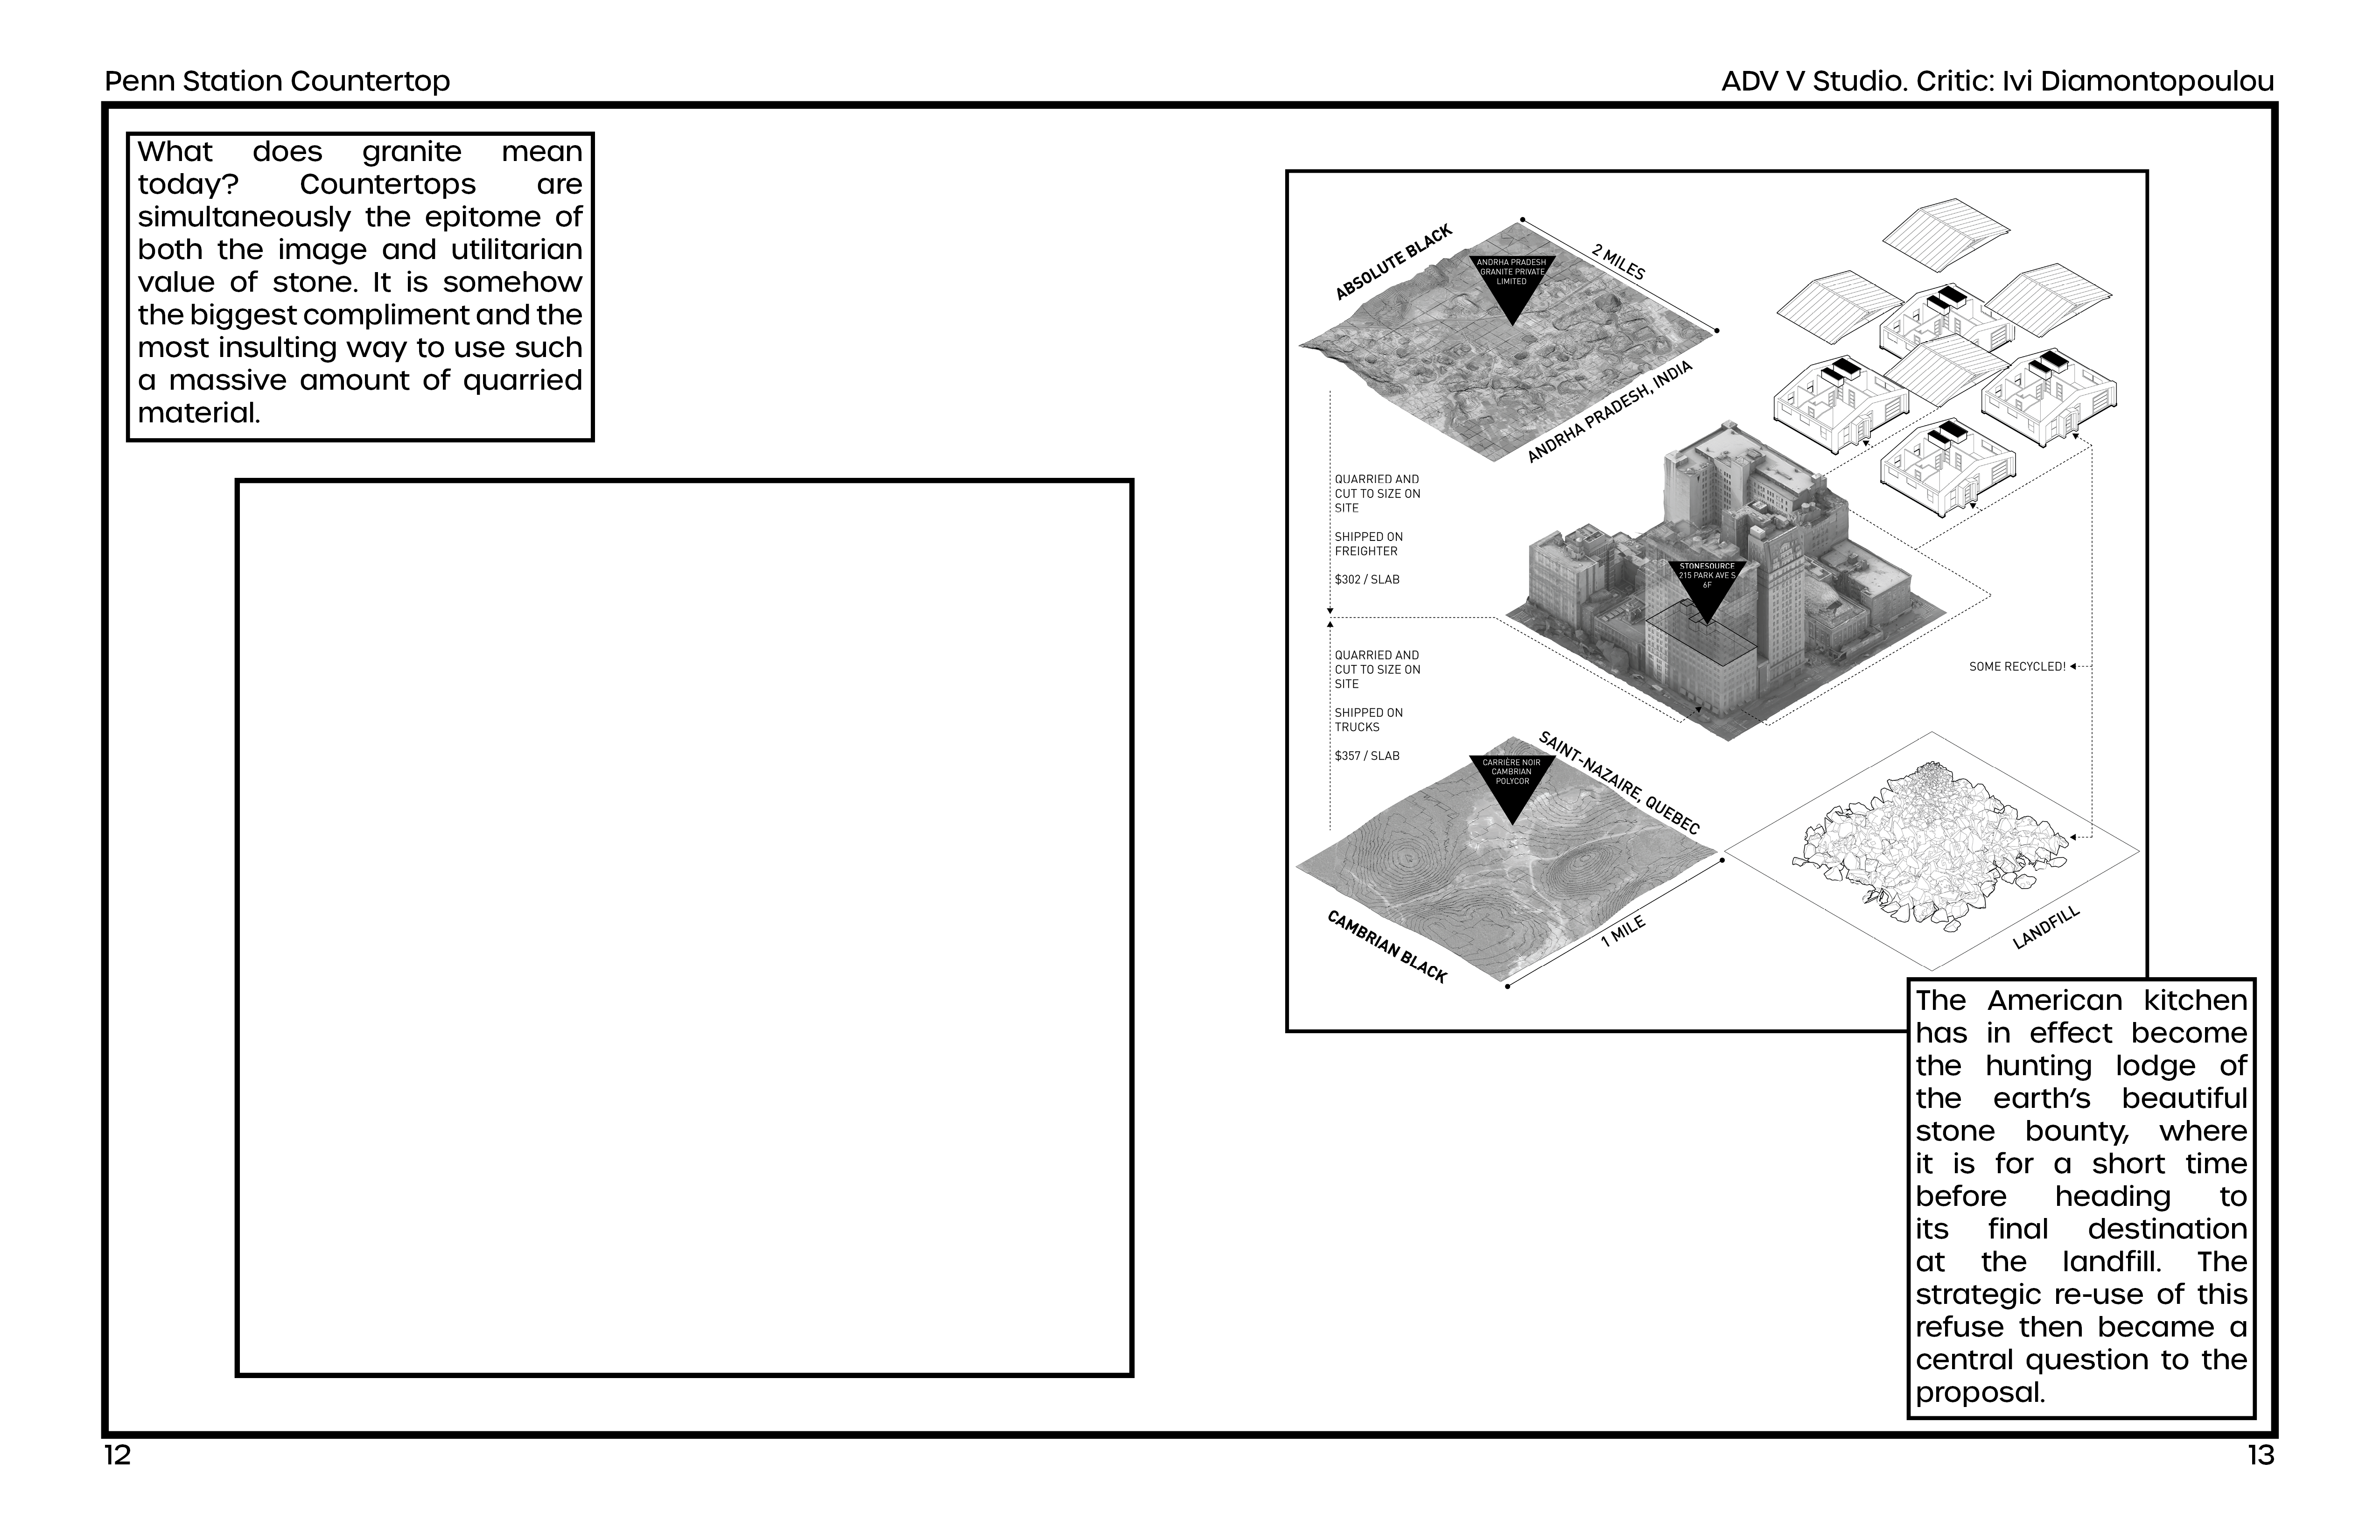 Penn Station Countertop
ADV V Studio. Critic: Ivi Diamontopoulou
What does granite mean
today? Countertops are
simultaneously the epitome of
both the image and utilitarian
value of stone. It is somehow
the biggest compliment and the
most insulting way to use such
a massive amount of quarried
material.
ABSOLUTE BLACK
2 MILES
ANDRHA PRADESH
GRANITE PRIVATE
LIMITED
ANDRHA PRADESH, INDIA
QUARRIED AND
CUT TO SIZE ON
SITE
SHIPPED ON
FREIGHTER
$302 / SLAB
STONESOURCE
215 PARK AVE S
6F
QUARRIED AND
CUT TO SIZE ON
SITE
SHIPPED ON
TRUCKS
$357 / SLAB
SOME RECYCLED!
SAINT-NAZAIRE, QUEBEC
CARRIÈRE NOIR
CAMBRIAN
POLYCOR
CAMBRIAN BLACK
1 MILE
LANDFILL
The American kitchen
has in effect become
the hunting lodge of
the earth’s beautiful
stone bounty, where
it is for a short time
before heading to
its final destination
at the landfill. The
strategic re-use of this
refuse then became a
central question to the
proposal.
12
13